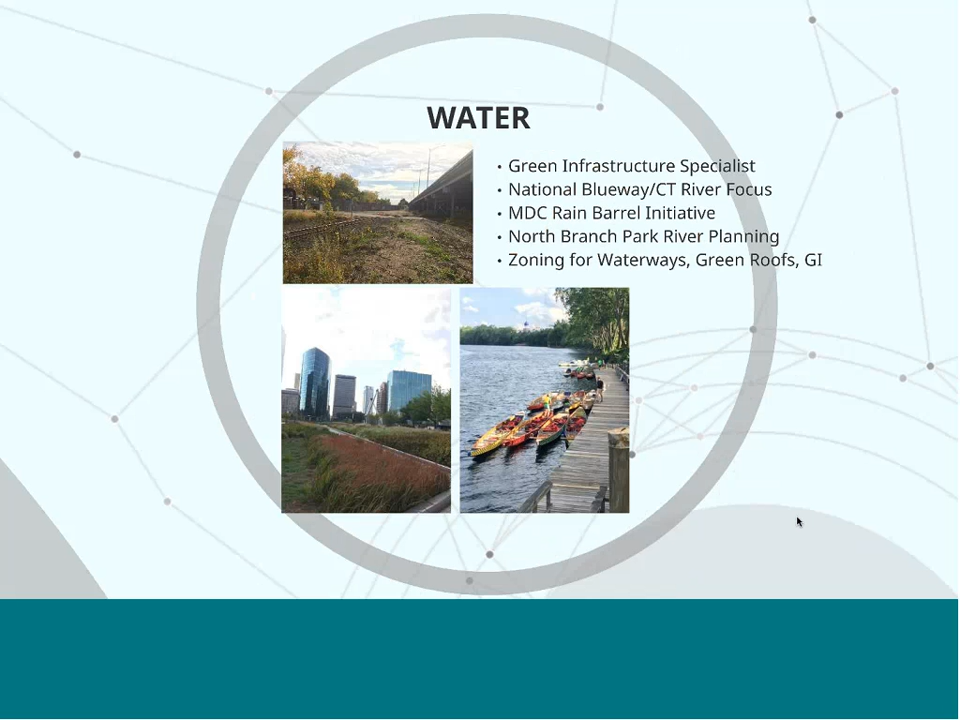 WATER
• Green Infrastructure Specialist
• National Blueway/CT River Focus
• MDC Rain Barrel Initiative
• North Branch Park River Planning
• Zoning for Waterways, Green Roofs, GI